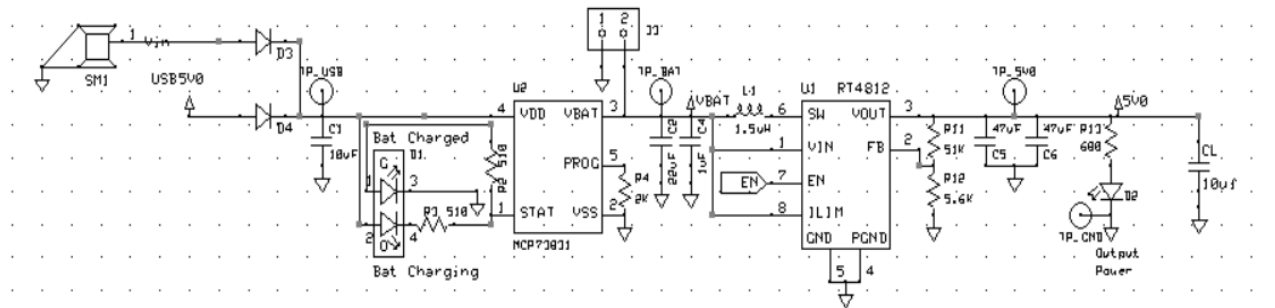 1 Vin
SM1
USB5V0
D3
D4
TP_USB
C1
10uF
Bat Charged
D1
G
1
3
2
O
4
R3 510
R2
510
Bat Charging
U2
4
VDD
VBAT
3
PROG
5
1
STAT
VSS
2
MCP73831
R4
2K
1 2
J1
TP_BAT
C2
22uF
C4
1uF
VBAT
L1
1.5uH
U1 RT4812
6
SW
VOUT
3
1
VIN
FB
2
EN
7
EN
8
ILIM
GND
PGND
5
4
R11
51K
R12
5.6K
TP_5V0
47uF
C5
47uF
C6
5V0
R13
680
D2
TP_GND
Output
Power
CL
10uf